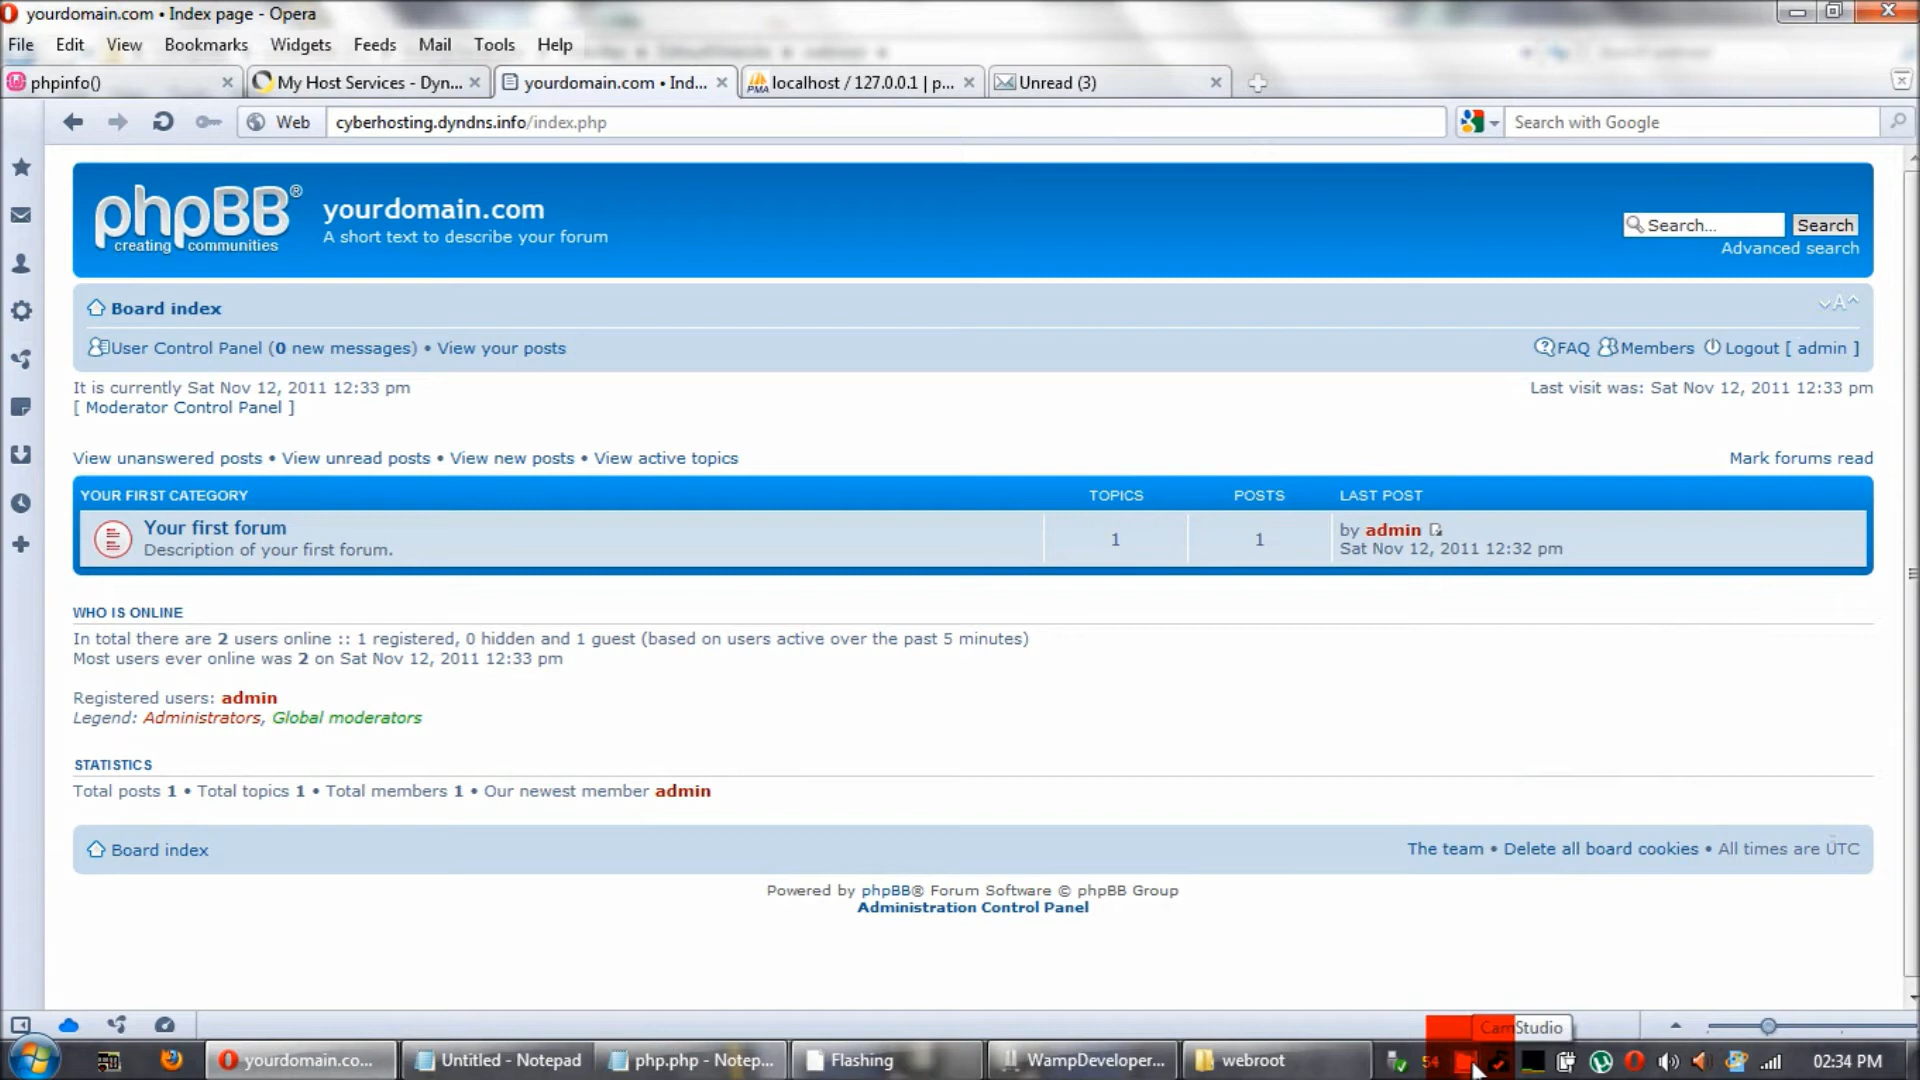 yourdomain.com • Index page - Opera
File Edit View Bookmarks Widgets Feeds Mail Tools Help
phpinfo() My Host Services - Dyn... yourdomain.com • Ind... PMA localhost / 127.0.0.1 | p... Unread (3)
Web cyberhosting.dyndns.info/index.php Search with Google
phpBB® yourdomain.com
creating communities A short text to describe your forum
Search... Search
Advanced search
Board index A
User Control Panel (0 new messages) • View your posts FAQ Members Logout [ admin ]
It is currently Sat Nov 12, 2011 12:33 pm Last visit was: Sat Nov 12, 2011 12:33 pm
[ Moderator Control Panel ]
View unanswered posts • View unread posts • View new posts • View active topics Mark forums read
YOUR FIRST CATEGORY TOPICS POSTS LAST POST
Your first forum 1 1 by admin
Description of your first forum. Sat Nov 12, 2011 12:32 pm
WHO IS ONLINE
In total there are 2 users online :: 1 registered, 0 hidden and 1 guest (based on users active over the past 5 minutes)
Most users ever online was 2 on Sat Nov 12, 2011 12:33 pm
Registered users: admin
Legend: Administrators, Global moderators
STATISTICS
Total posts 1 • Total topics 1 • Total members 1 • Our newest member admin
Board index The team • Delete all board cookies • All times are UTC
Powered by phpBB® Forum Software © phpBB Group
Administration Control Panel
CamStudio
yourdomain.co... Untitled - Notepad php.php - Notep... Flashing WampDeveloper... webroot 54 02:34 PM